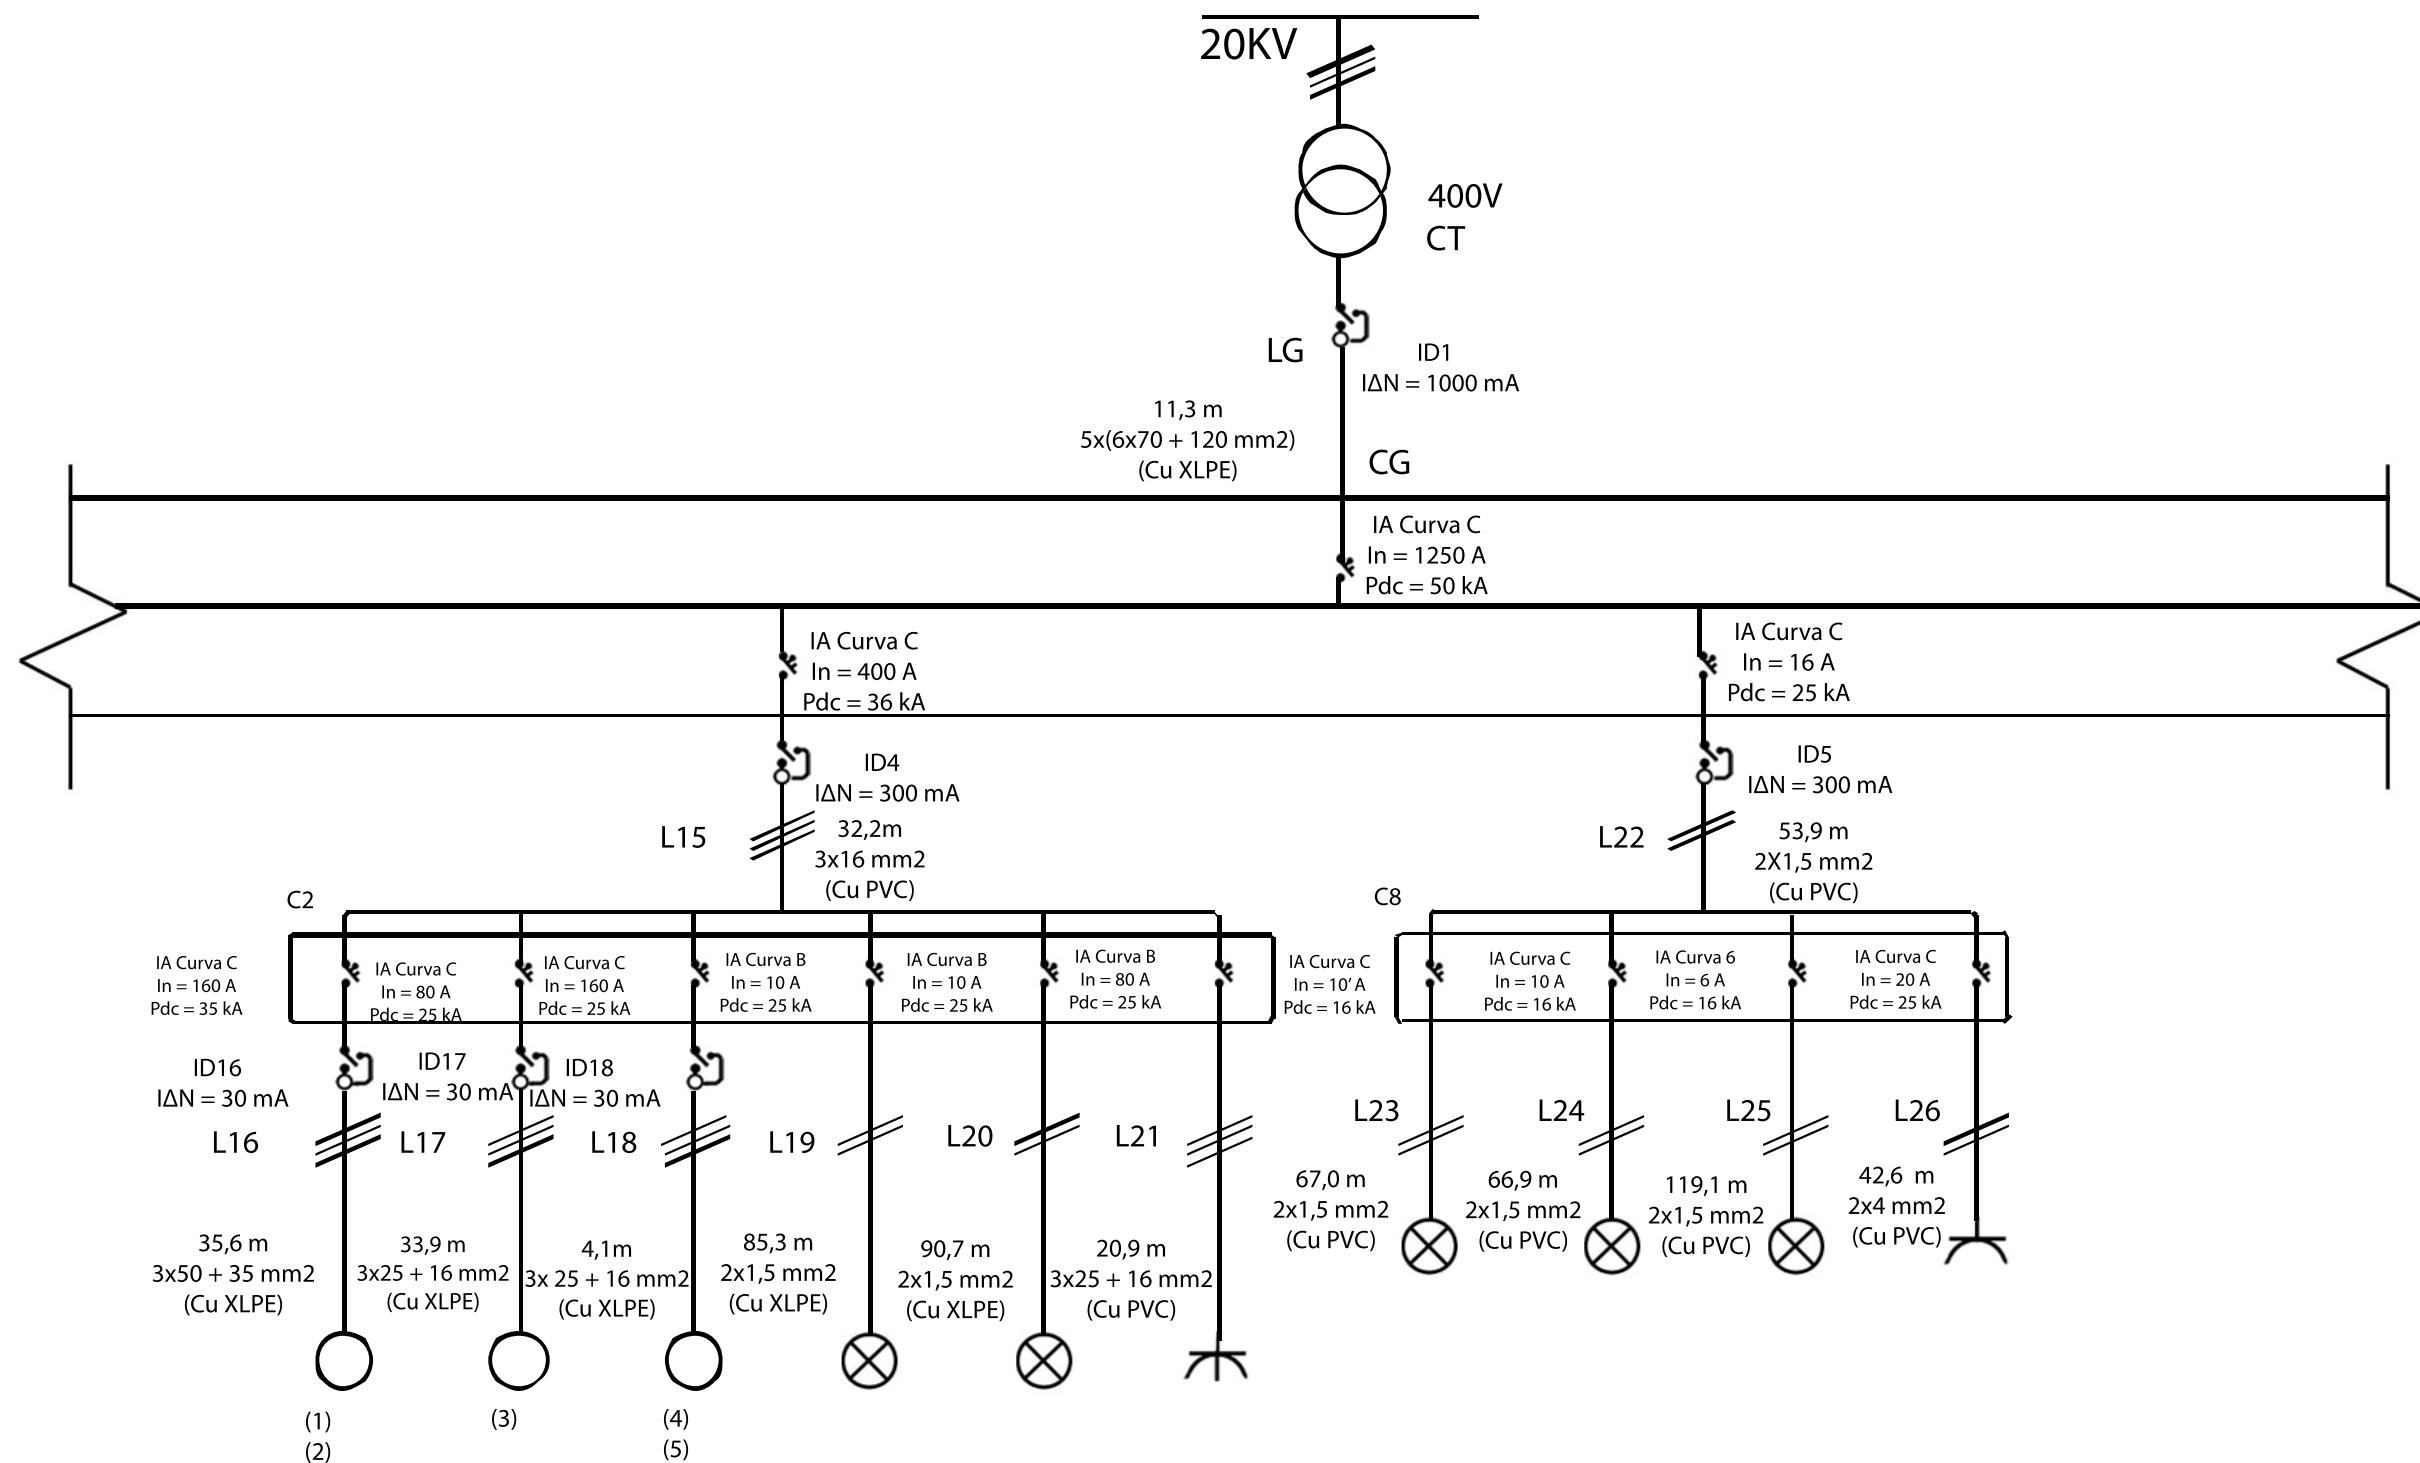 20KV
400V
CT
LG
ID1
I∆N = 1000 mA
11,3 m
5x(6x70 + 120 mm2)
(Cu XLPE)
CG
IA Curva C
In = 1250 A
Pdc = 50 kA
IA Curva C
In = 400 A
Pdc = 36 kA
IA Curva C
In = 16 A
Pdc = 25 kA
ID4
I∆N = 300 mA
L15
32,2m
3x16 mm2
(Cu PVC)
ID5
I∆N = 300 mA
L22
53,9 m
2X1,5 mm2
(Cu PVC)
C2
IA Curva C
In = 160 A
Pdc = 35 kA
IA Curva C
In = 80 A
Pdc = 25 kA
IA Curva C
In = 160 A
Pdc = 25 kA
IA Curva B
In = 10 A
Pdc = 25 kA
IA Curva B
In = 10 A
Pdc = 25 kA
IA Curva B
In = 80 A
Pdc = 25 kA
C8
IA Curva C
In = 10’ A
Pdc = 16 kA
IA Curva C
In = 10 A
Pdc = 16 kA
IA Curva 6
In = 6 A
Pdc = 16 kA
IA Curva C
In = 20 A
Pdc = 25 kA
ID16
I∆N = 30 mA
ID17
I∆N = 30 mA
ID18
I∆N = 30 mA
L16
L17
L18
L19
L20
L21
L23
L24
L25
L26
35,6 m
3x50 + 35 mm2
(Cu XLPE)
33,9 m
3x25 + 16 mm2
(Cu XLPE)
4,1m
3x 25 + 16 mm2
(Cu XLPE)
85,3 m
2x1,5 mm2
(Cu XLPE)
90,7 m
2x1,5 mm2
(Cu XLPE)
20,9 m
3x25 + 16 mm2
(Cu PVC)
67,0 m
2x1,5 mm2
(Cu PVC)
66,9 m
2x1,5 mm2
(Cu PVC)
119,1 m
2x1,5 mm2
(Cu PVC)
42,6 m
2x4 mm2
(Cu PVC)
(1)
(2)
(3)
(4)
(5)